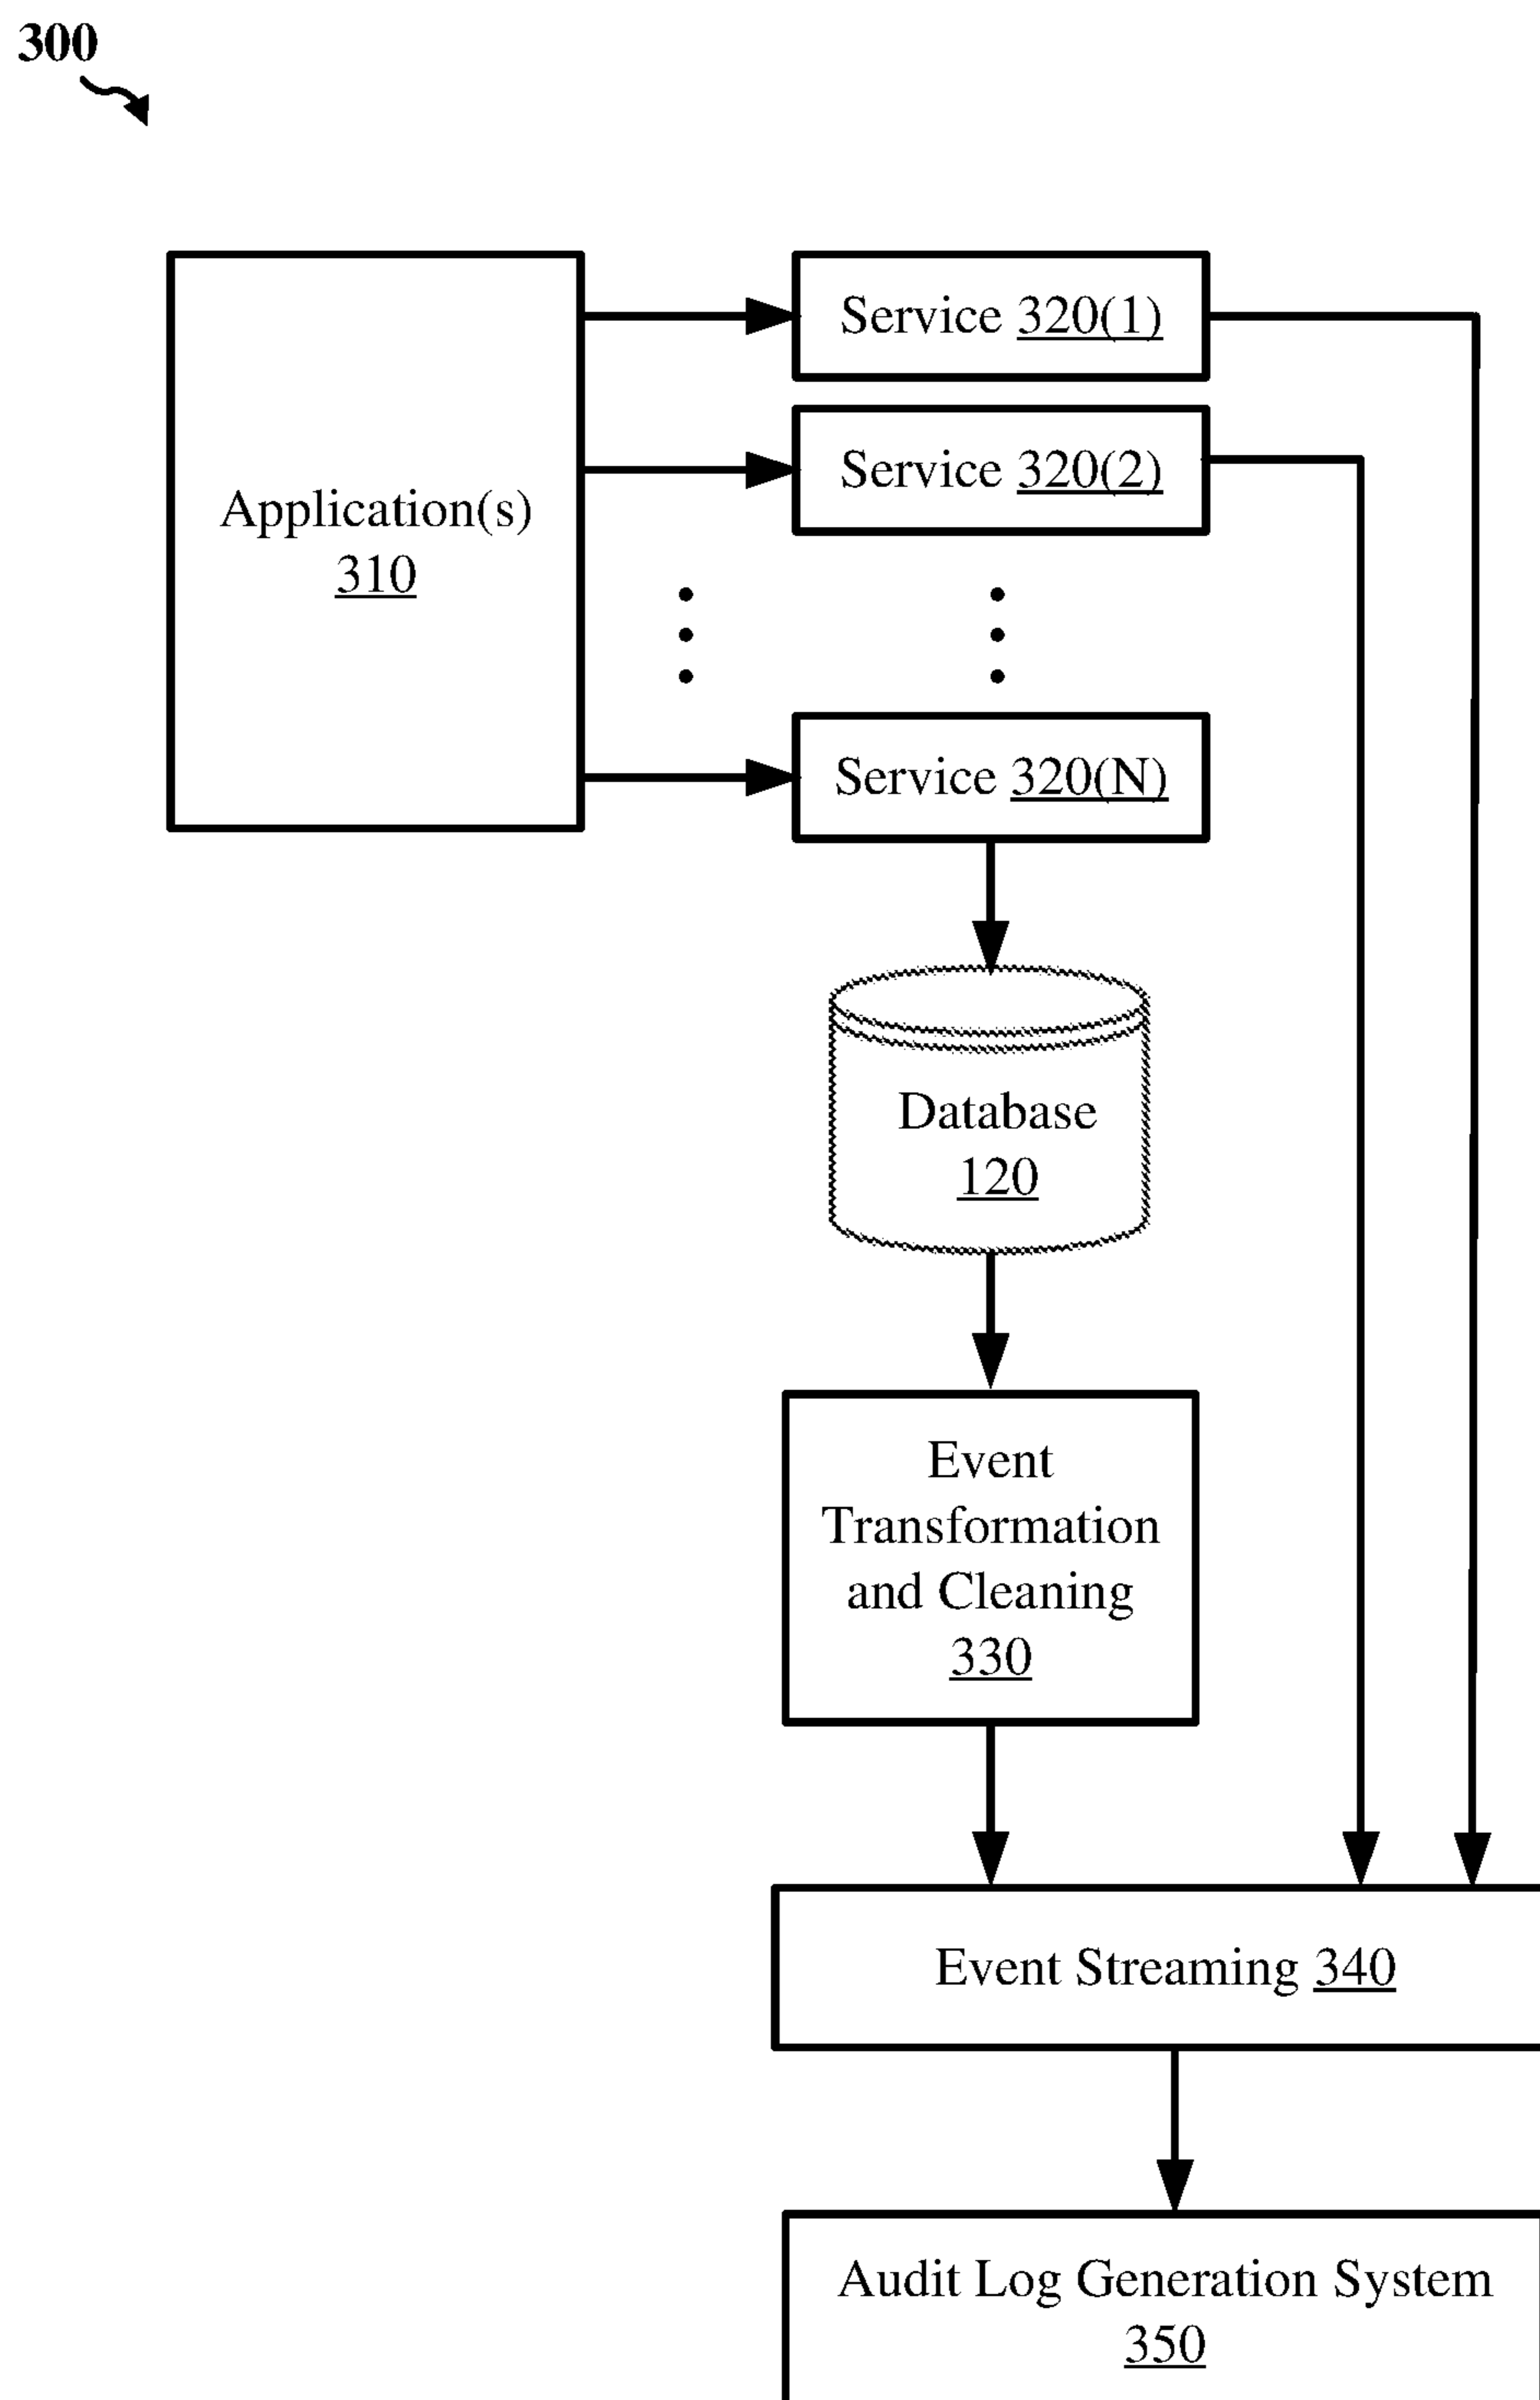 300
Application(s)
310
Service 320(1)
Service 320(2)
Service 320(N)
Database
120
Event
Transformation
and Cleaning
330
Event Streaming 340
Audit Log Generation System
350